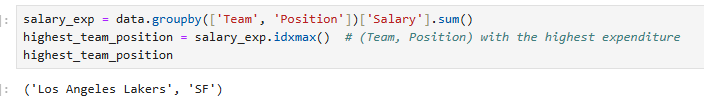 ]: salary_exp = data.groupby(['Team', 'Position'])['Salary'].sum()
highest_team_position = salary_exp.idxmax()  # (Team, Position) with the highest expenditure
highest_team_position
]: ('Los Angeles Lakers', 'SF')